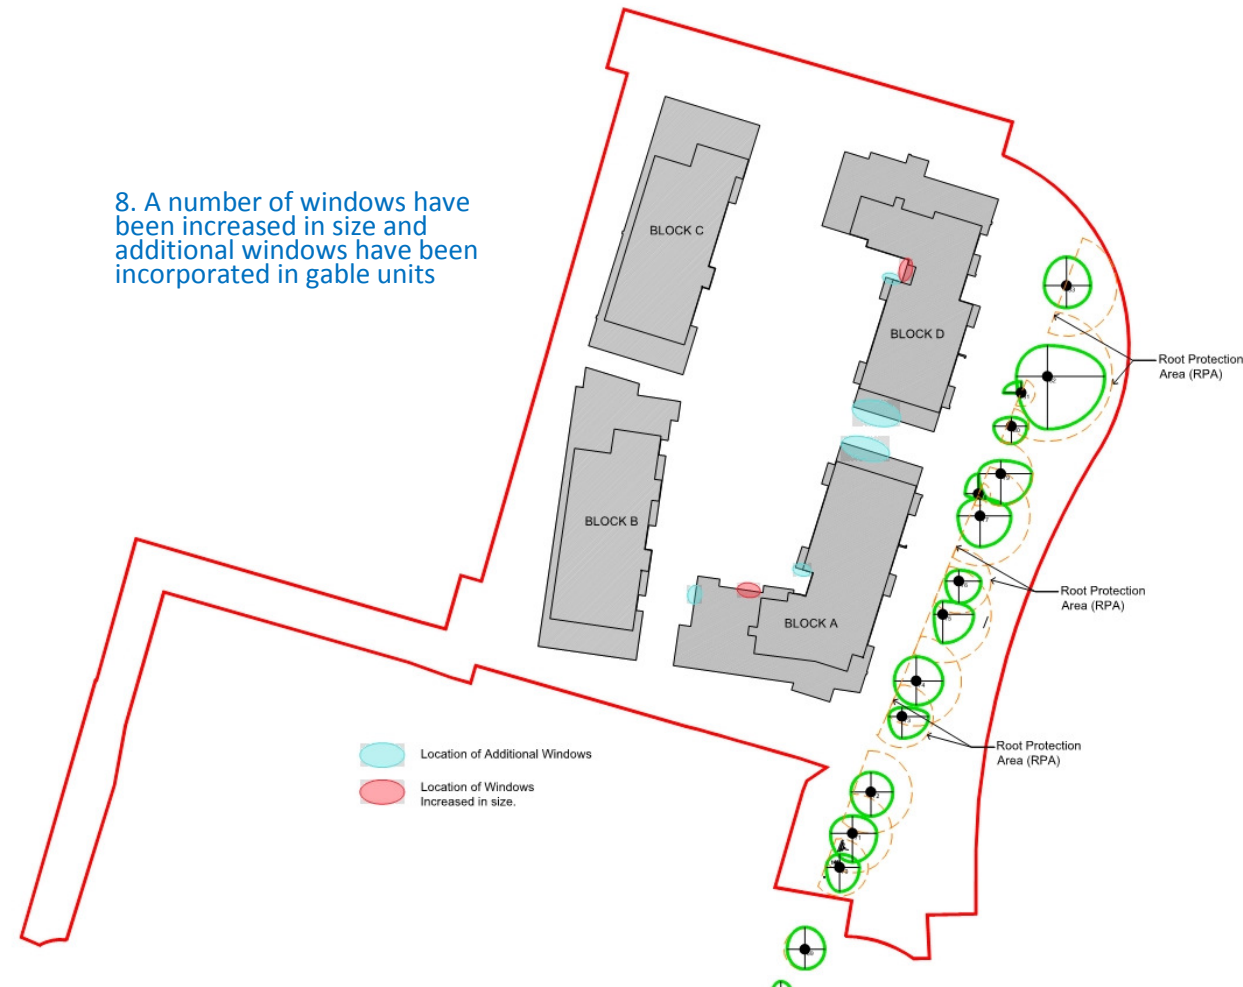 8. A number of windows have
been increased in size and
additional windows have been
incorporated in gable units
BLOCK C
BLOCK D
Root Protection
Area (RPA)
BLOCK B
Root Protection
Area (RPA)
BLOCK A
Root Protection
Area (RPA)
Location of Additional Windows
Location of Windows
Increased in size.